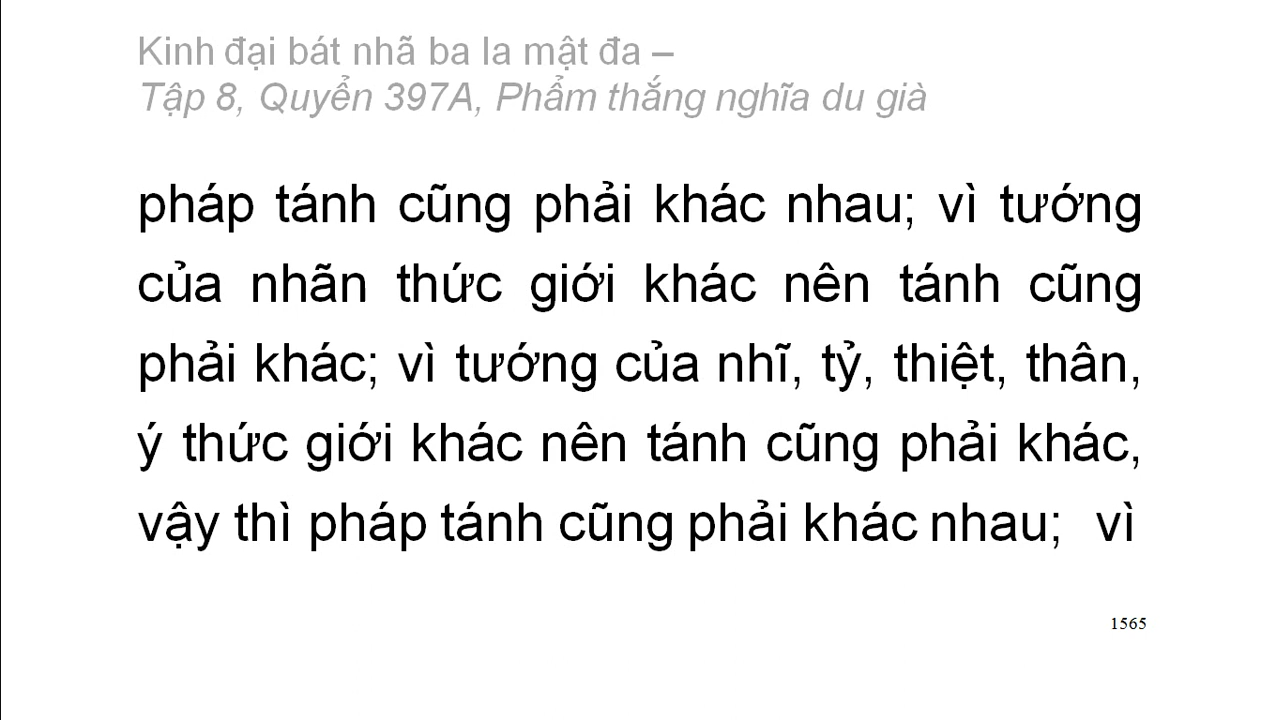 Kinh đại bát nhã ba la mật đa –
Tập 8, Quyển 397A, Phẩm thắng nghĩa du già
pháp tánh cũng phải khác nhau; vì tướng
của nhãn thức giới khác nên tánh cũng
phải khác; vì tướng của nhĩ, tỷ, thiệt, thân,
ý thức giới khác nên tánh cũng phải khác,
vậy thì pháp tánh cũng phải khác nhau; vì
1565